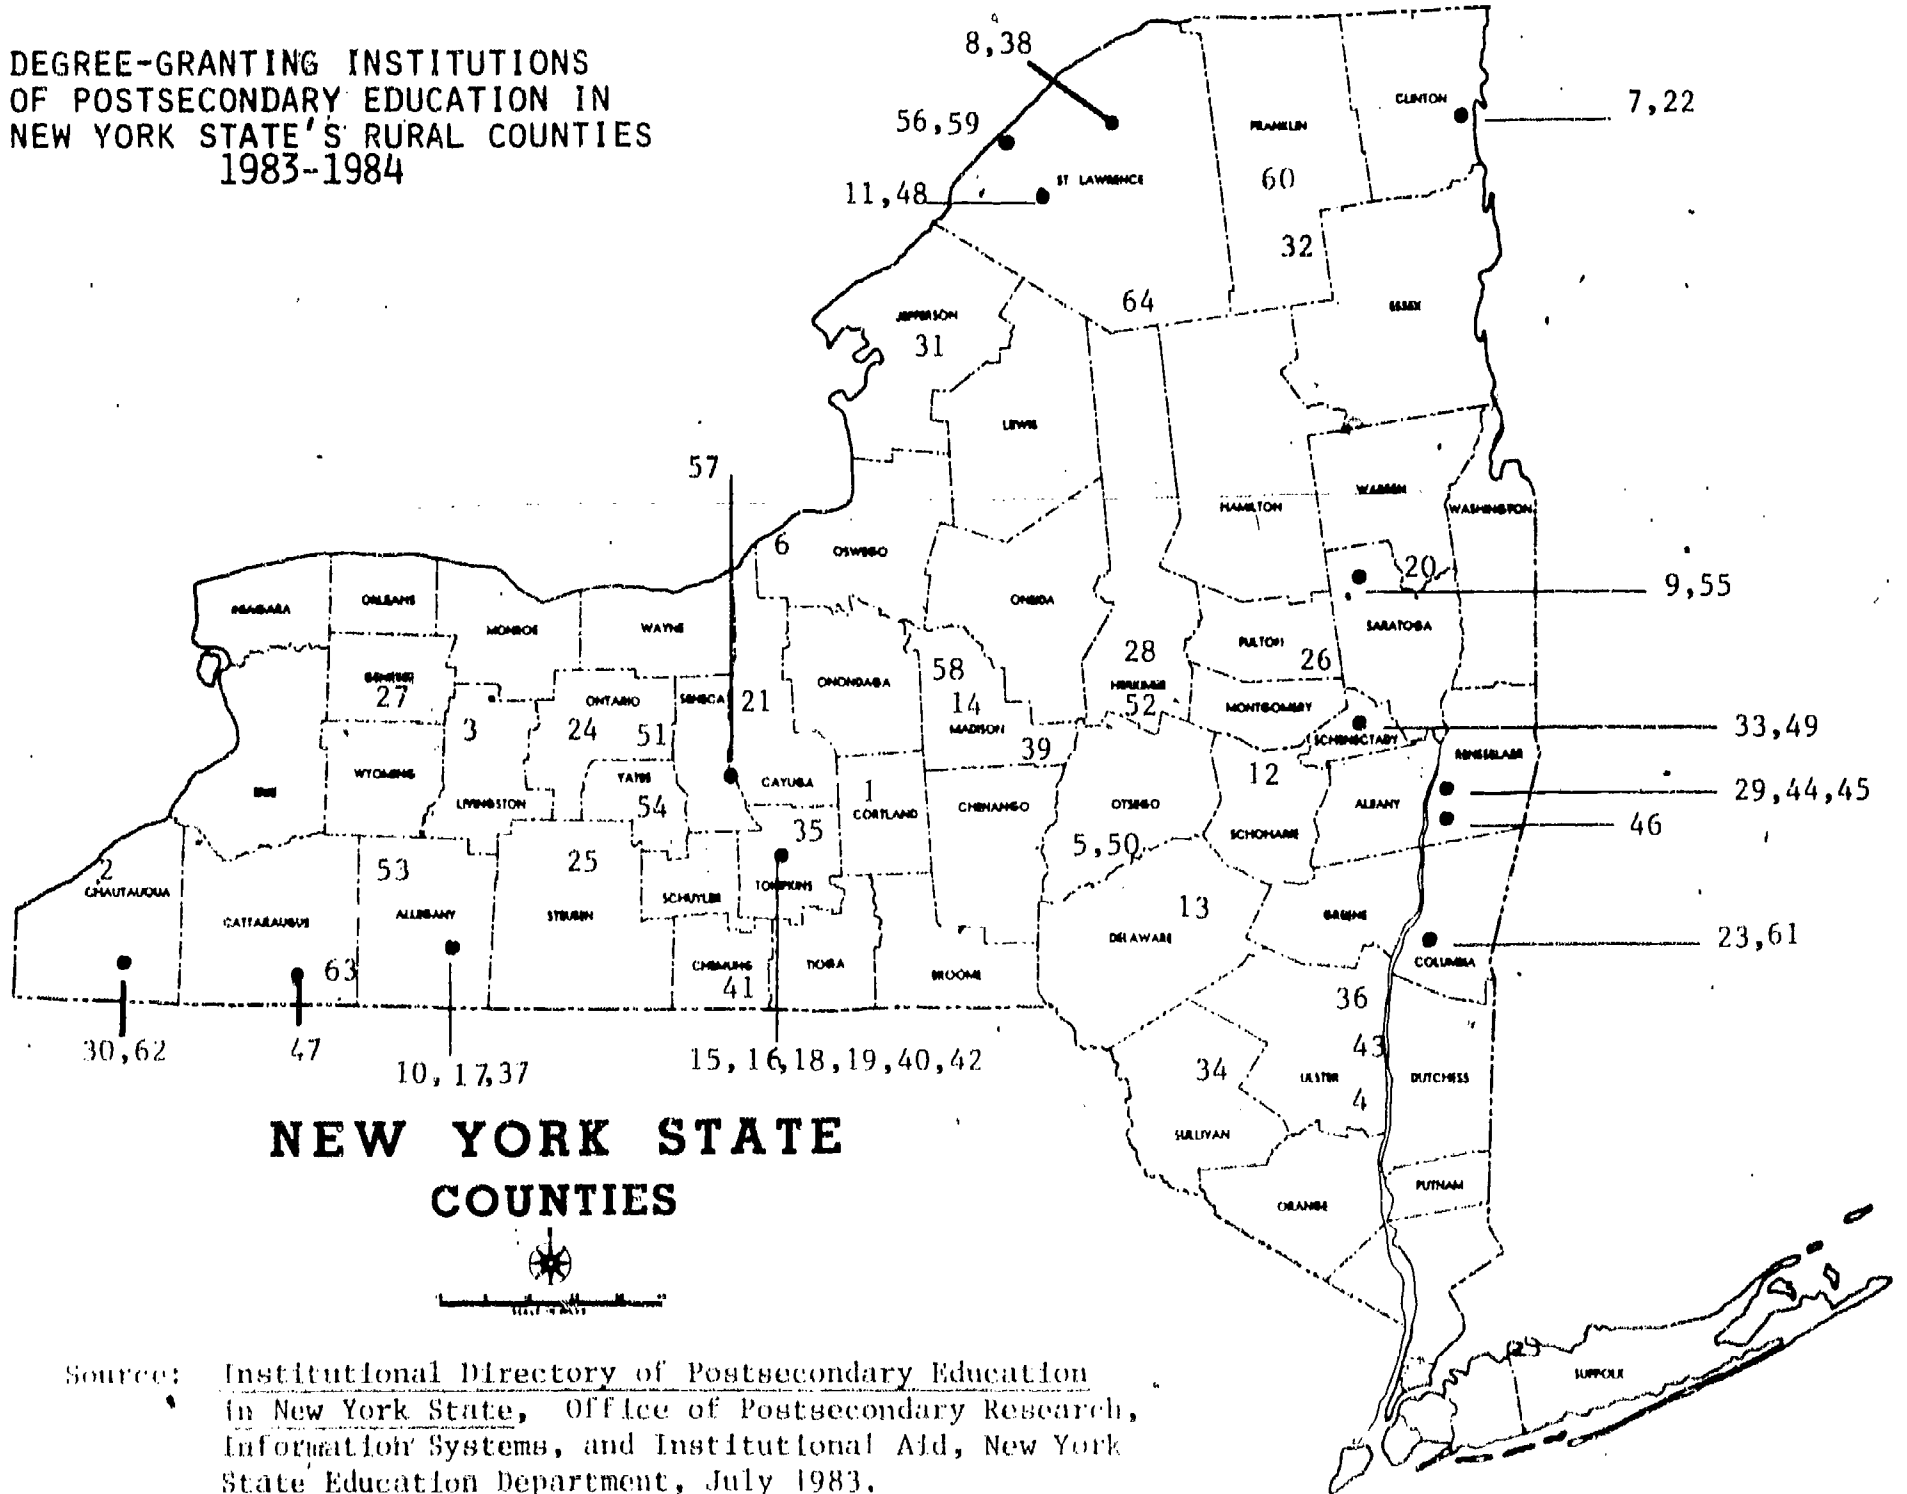 DEGREE-GRANTING INSTITUTIONS
OF POSTSECONDARY EDUCATION IN
NEW YORK STATE'S RURAL COUNTIES
1983-1984
8,38
CLINTON
7,22
56,59
FRANKLIN
11,48
ST LAWRENCE
60
32
64
ESSEX
JEFFERSON
31
LEWIS
57
WARREN
HAMILTON
WASHINGTON
6
OSWEGO
20
9,55
NIAGARA
ORLEANS
ONEIDA
MONROE
WAYNE
SARATOGA
FULTON
28
26
58
GENESEE
27
ONTARIO
SENECA
21
ONONDAGA
14
HERKIMER
52
MONTGOMERY
3
24
51
MADISON
39
33,49
SCHENECTADY
RENSSELAER
WYOMING
YATES
CAYUGA
12
29,44,45
ERIE
LIVINGSTON
54
1
CORTLAND
CHENANGO
OTSEGO
ALBANY
46
35
SCHOHARIE
5,50
2
CHAUTAUQUA
53
25
SCHUYLER
TOMPKINS
13
CATTARAUGUS
ALLEGANY
STEUBEN
GREENE
DELAWARE
23,61
63
CHEMUNG
41
TIOGA
BROOME
COLUMBIA
36
30,62
47
10,17,37
15,16,18,19,40,42
43
34
ULSTER
DUTCHESS
4
SULLIVAN
NEW YORK STATE
COUNTIES
PUTNAM
ORANGE
SUFFOLK
Source: Institutional Directory of Postsecondary Education
in New York State, Office of Postsecondary Research,
Information Systems, and Institutional Aid, New York
State Education Department, July 1983.